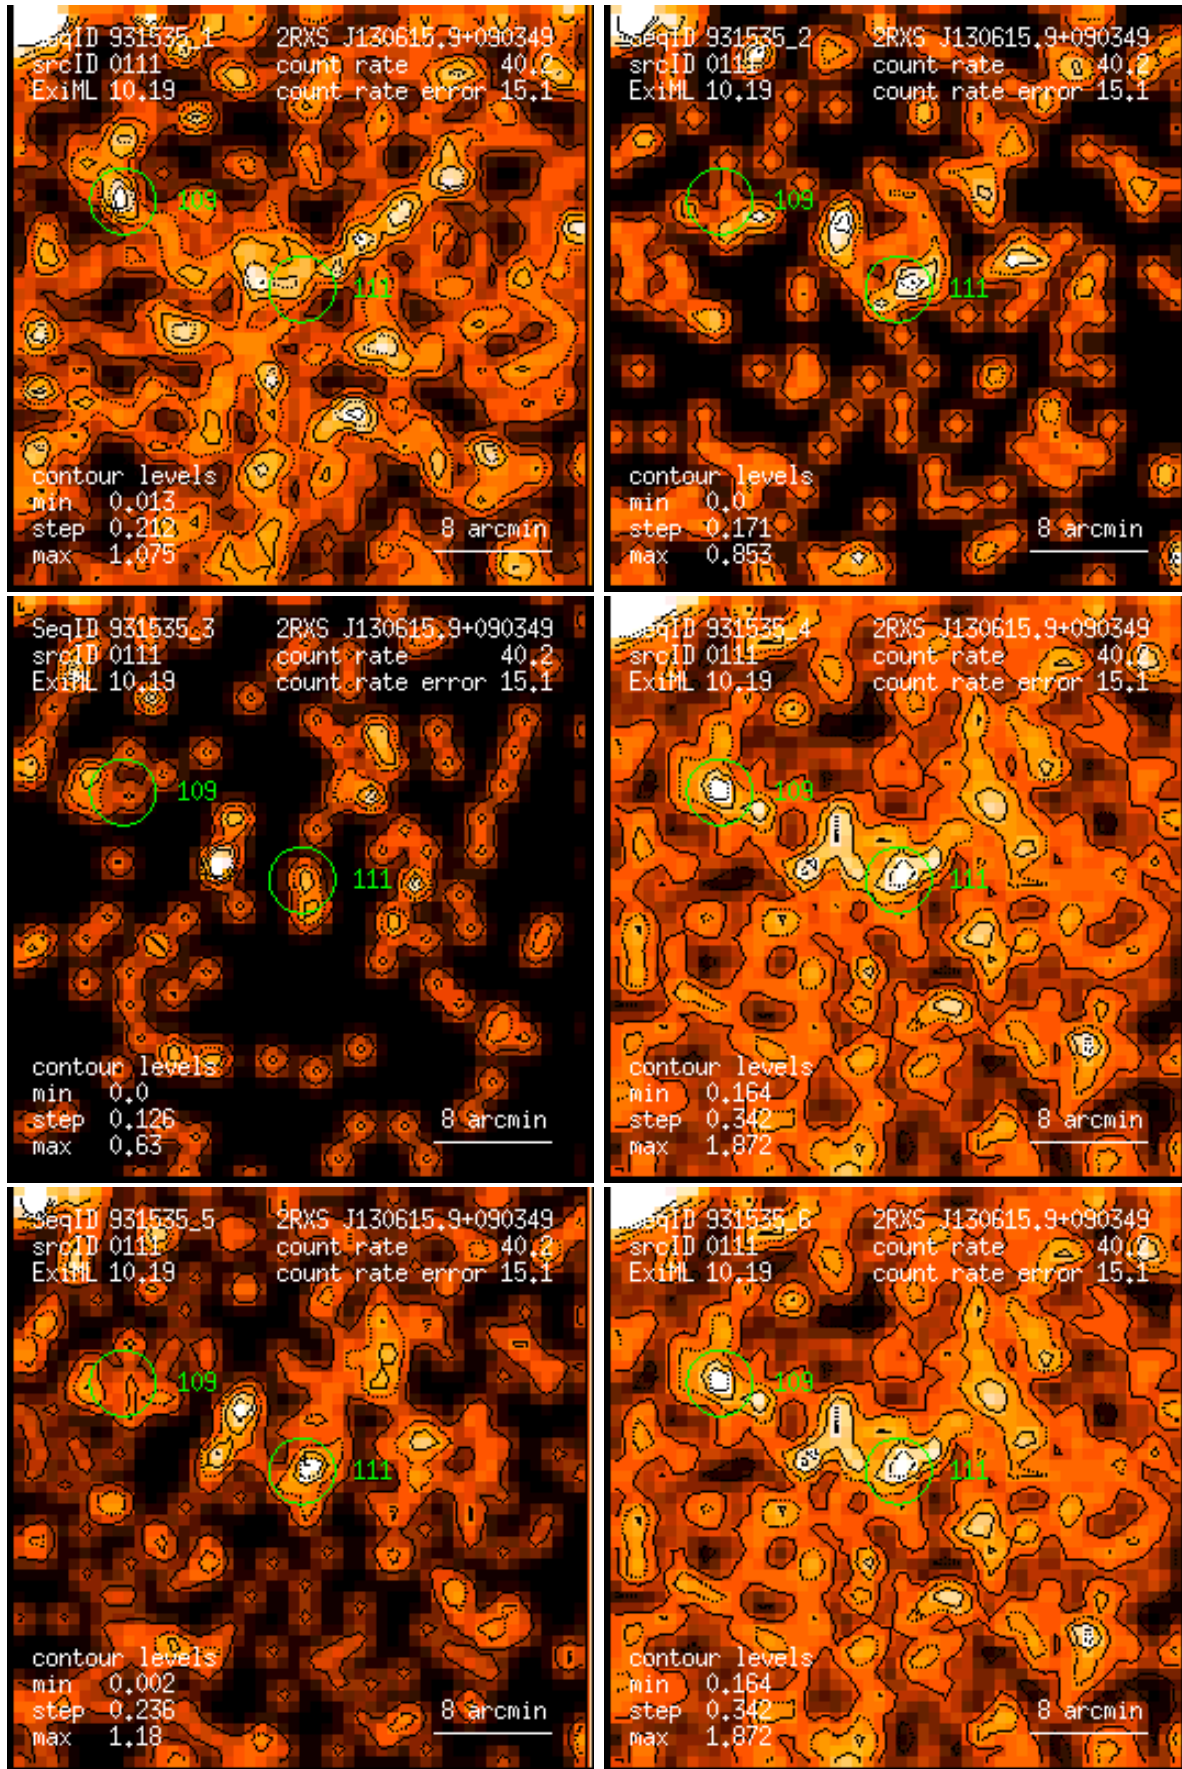 SeqID 931535_1 2RXS J130615.9+090349
srcID 0111 count rate 40.2
ExiML 10.19 count rate error 15.1
109
111
contour levels
min 0.013
step 0.212
max 1.075
8 arcmin
SeqID 931535_2 2RXS J130615.9+090349
srcID 0111 count rate 40.2
ExiML 10.19 count rate error 15.1
109
111
contour levels
min 0.0
step 0.171
max 0.853
8 arcmin
SeqID 931535_3 2RXS J130615.9+090349
srcID 0111 count rate 40.2
ExiML 10.19 count rate error 15.1
109
111
contour levels
min 0.0
step 0.126
max 0.63
8 arcmin
SeqID 931535_4 2RXS J130615.9+090349
srcID 0111 count rate 40.2
ExiML 10.19 count rate error 15.1
109
111
contour levels
min 0.164
step 0.342
max 1.872
8 arcmin
SeqID 931535_5 2RXS J130615.9+090349
srcID 0111 count rate 40.2
ExiML 10.19 count rate error 15.1
109
111
contour levels
min 0.002
step 0.236
max 1.18
8 arcmin
SeqID 931535_6 2RXS J130615.9+090349
srcID 0111 count rate 40.2
ExiML 10.19 count rate error 15.1
109
111
contour levels
min 0.164
step 0.342
max 1.872
8 arcmin